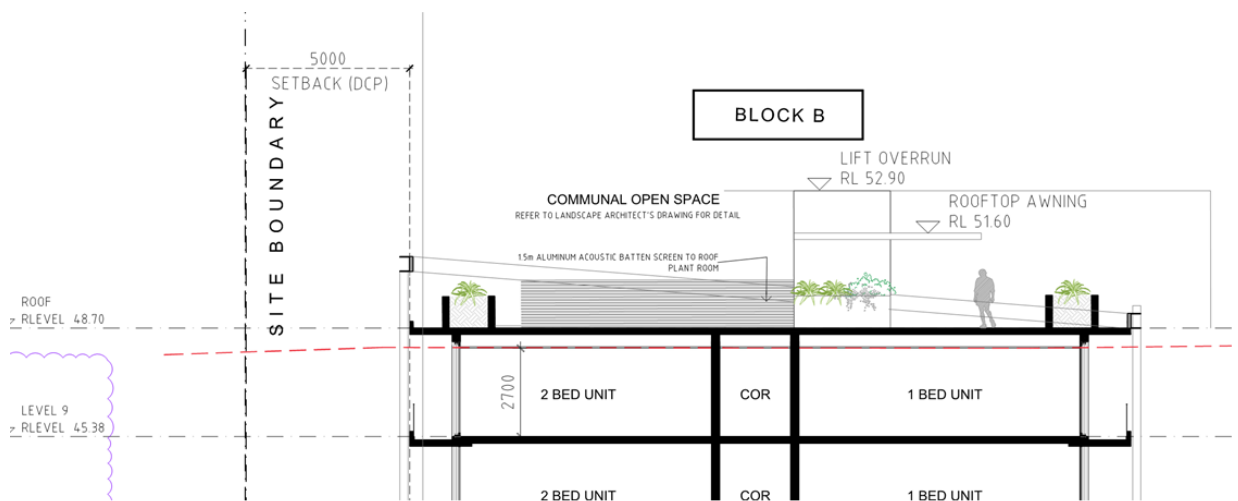 5000
SETBACK (DCP)
SITE BOUNDARY
BLOCK B
LIFT OVERRUN
RL 52.90
COMMUNAL OPEN SPACE
REFER TO LANDSCAPE ARCHITECT'S DRAWING FOR DETAIL
ROOFTOP AWNING
RL 51.60
1.5m ALUMINUM ACOUSTIC BATTEN SCREEN TO ROOF
PLANT ROOM
ROOF
RLEVEL 48.70
2700
2 BED UNIT
COR
1 BED UNIT
LEVEL 9
RLEVEL 45.38
2 BED UNIT
COR
1 BED UNIT